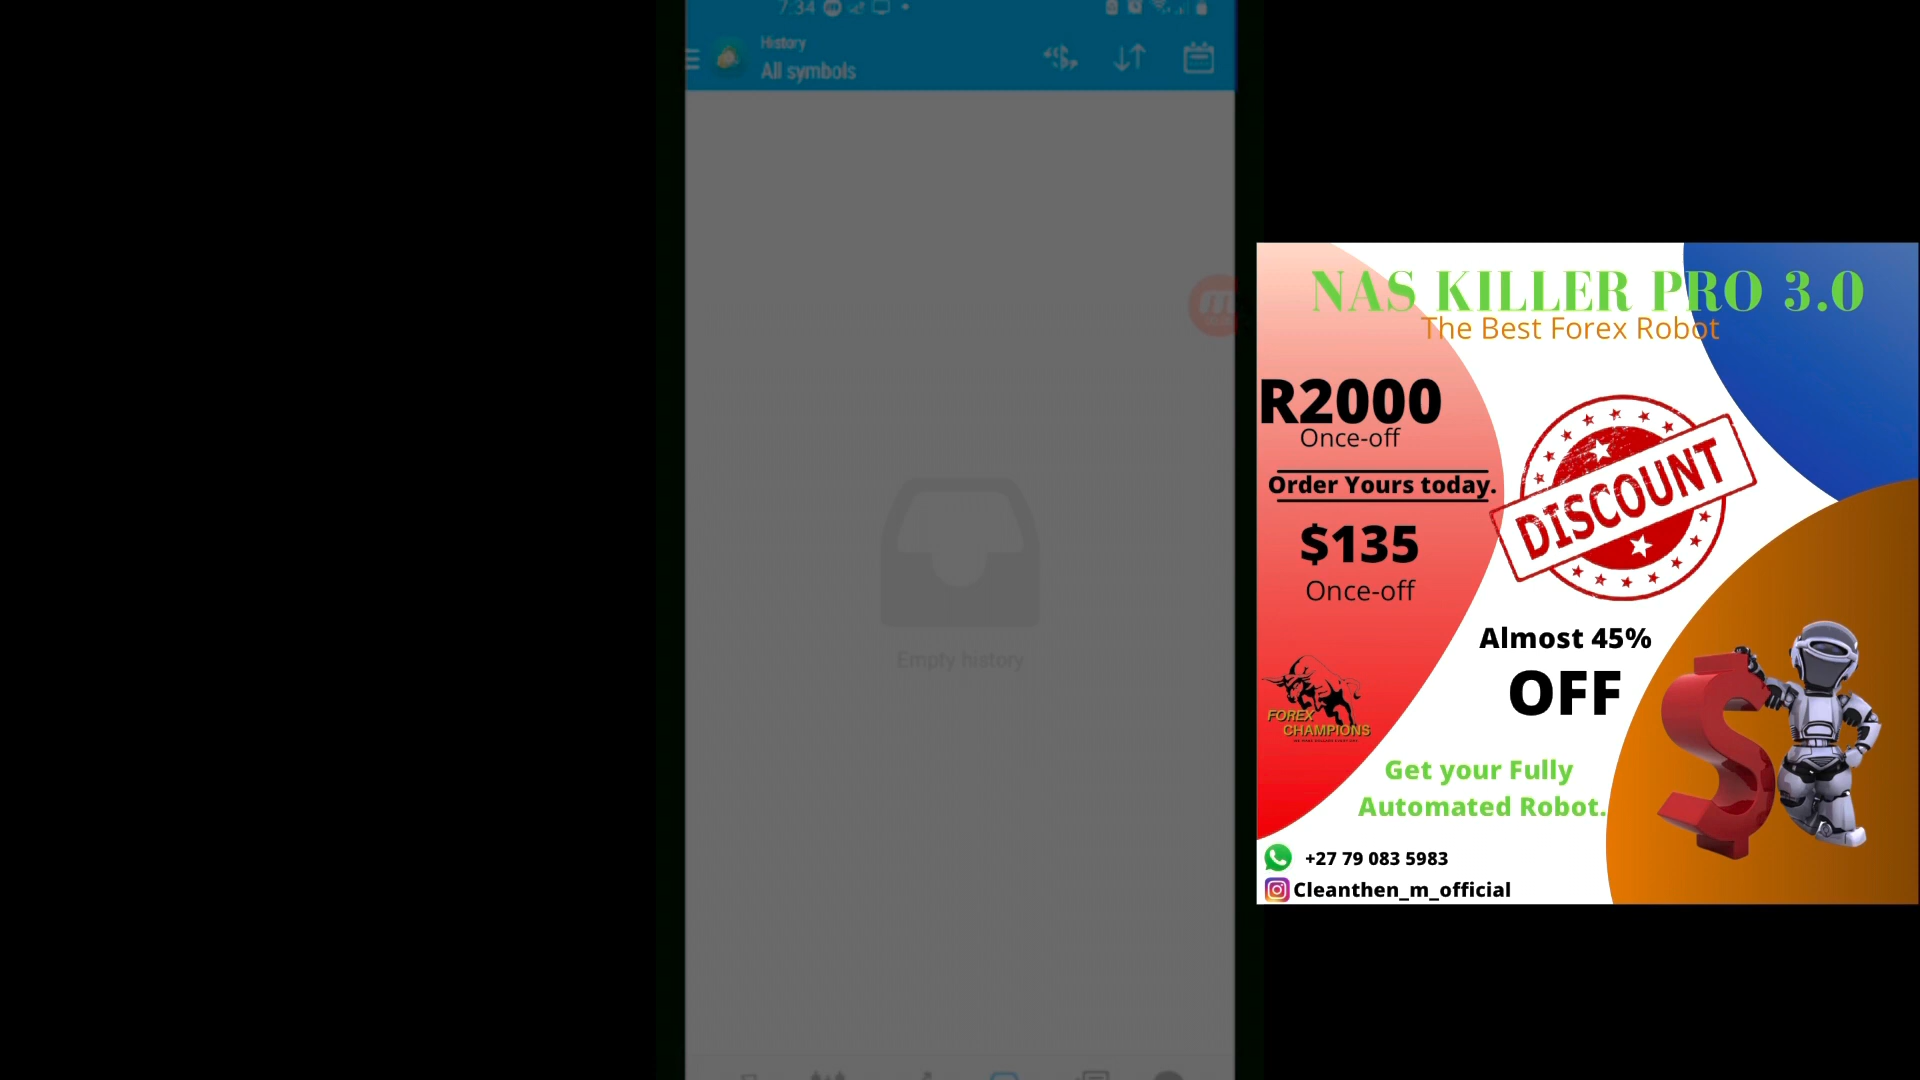 7:34
History
All symbols
Empty history
NAS KILLER PRO 3.0
The Best Forex Robot
R2000
Once-off
Order Yours today.
$135
Once-off
DISCOUNT
Almost 45%
OFF
FOREX
CHAMPIONS
Get your Fully
Automated Robot.
+27 79 083 5983
Cleanthen_m_official